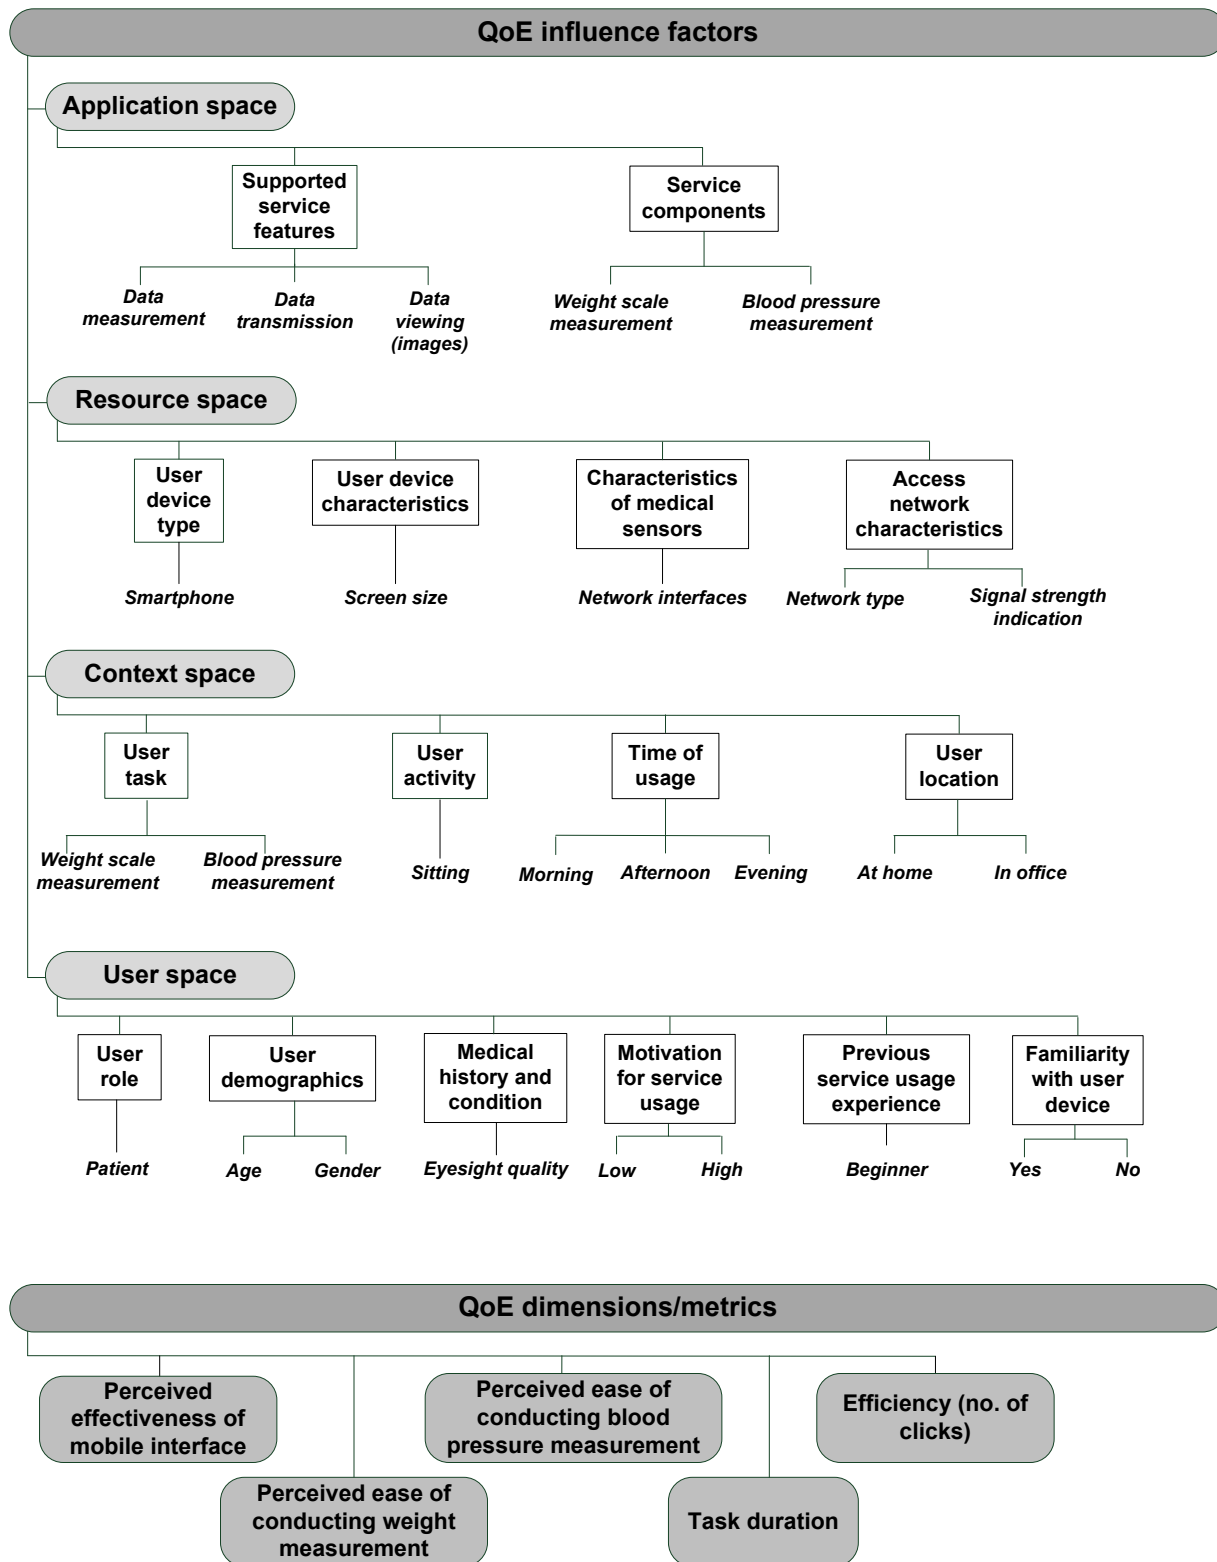 QoE influence factors
Application space
Supported
service
features
Service
components
Data
measurement
Data
transmission
Data
viewing
(images)
Weight scale
measurement
Blood pressure
measurement
Resource space
User
device
type
User device
characteristics
Characteristics
of medical
sensors
Access
network
characteristics
Smartphone
Screen size
Network interfaces
Network type
Signal strength
indication
Context space
User
task
User
activity
Time of
usage
User
location
Weight scale
measurement
Blood pressure
measurement
Sitting
Morning
Afternoon
Evening
At home
In office
User space
User
role
User
demographics
Medical
history and
condition
Motivation
for service
usage
Previous
service usage
experience
Familiarity
with user
device
Patient
Age
Gender
Eyesight quality
Low
High
Beginner
Yes
No
QoE dimensions/metrics
Perceived
effectiveness of
mobile interface
Perceived ease of
conducting blood
pressure measurement
Efficiency (no. of
clicks)
Perceived ease of
conducting weight
measurement
Task duration